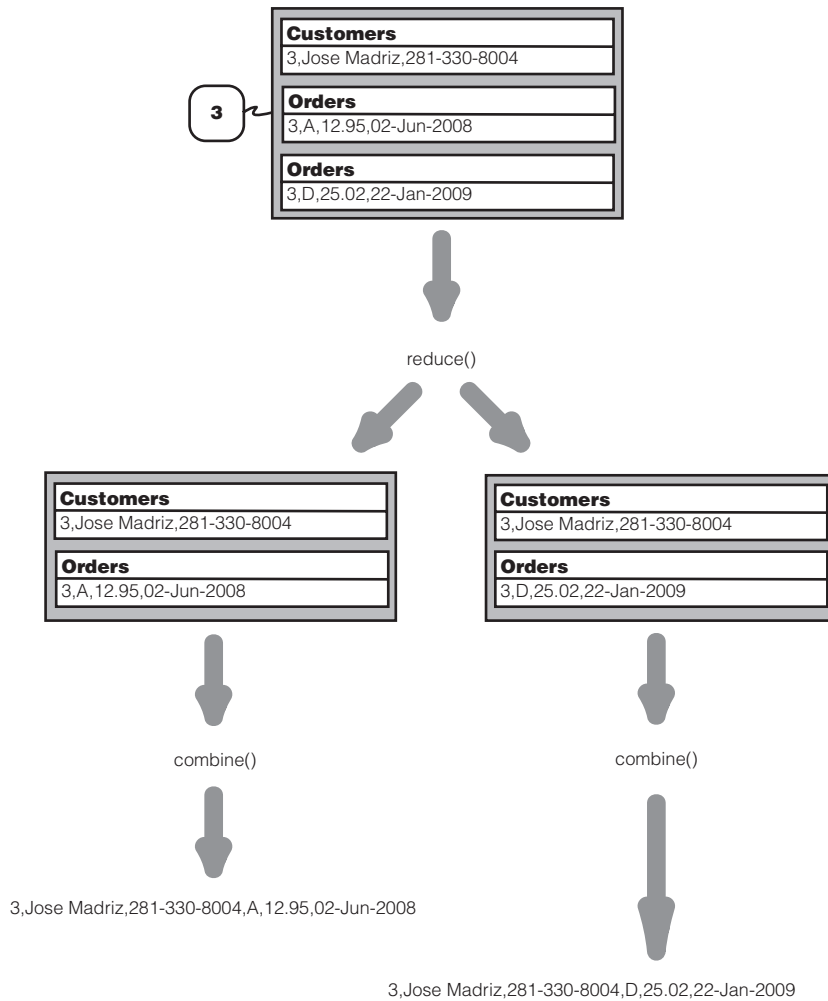 Customers
3,Jose Madriz,281-330-8004
3
Orders
3,A,12.95,02-Jun-2008
Orders
3,D,25.02,22-Jan-2009
reduce()
Customers
3,Jose Madriz,281-330-8004
Orders
3,A,12.95,02-Jun-2008
Customers
3,Jose Madriz,281-330-8004
Orders
3,D,25.02,22-Jan-2009
combine()
combine()
3,Jose Madriz,281-330-8004,A,12.95,02-Jun-2008
3,Jose Madriz,281-330-8004,D,25.02,22-Jan-2009